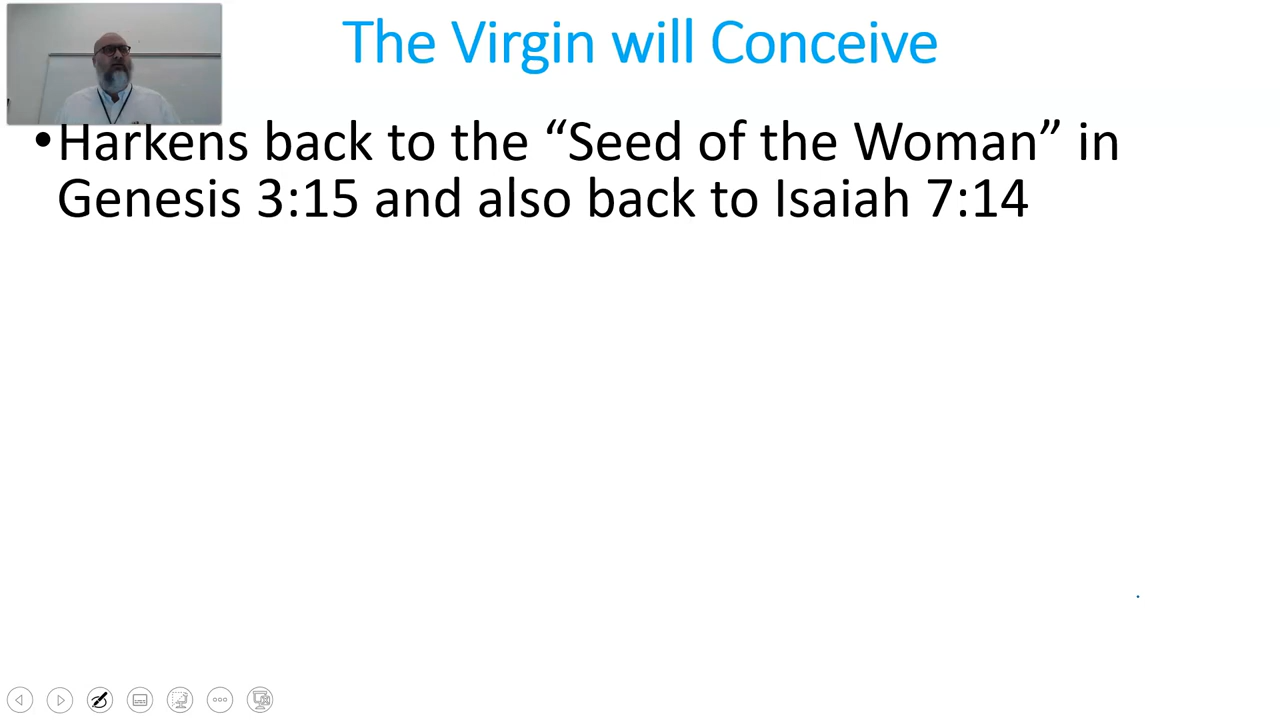 The Virgin will Conceive
•Harkens back to the “Seed of the Woman” in
Genesis 3:15 and also back to Isaiah 7:14